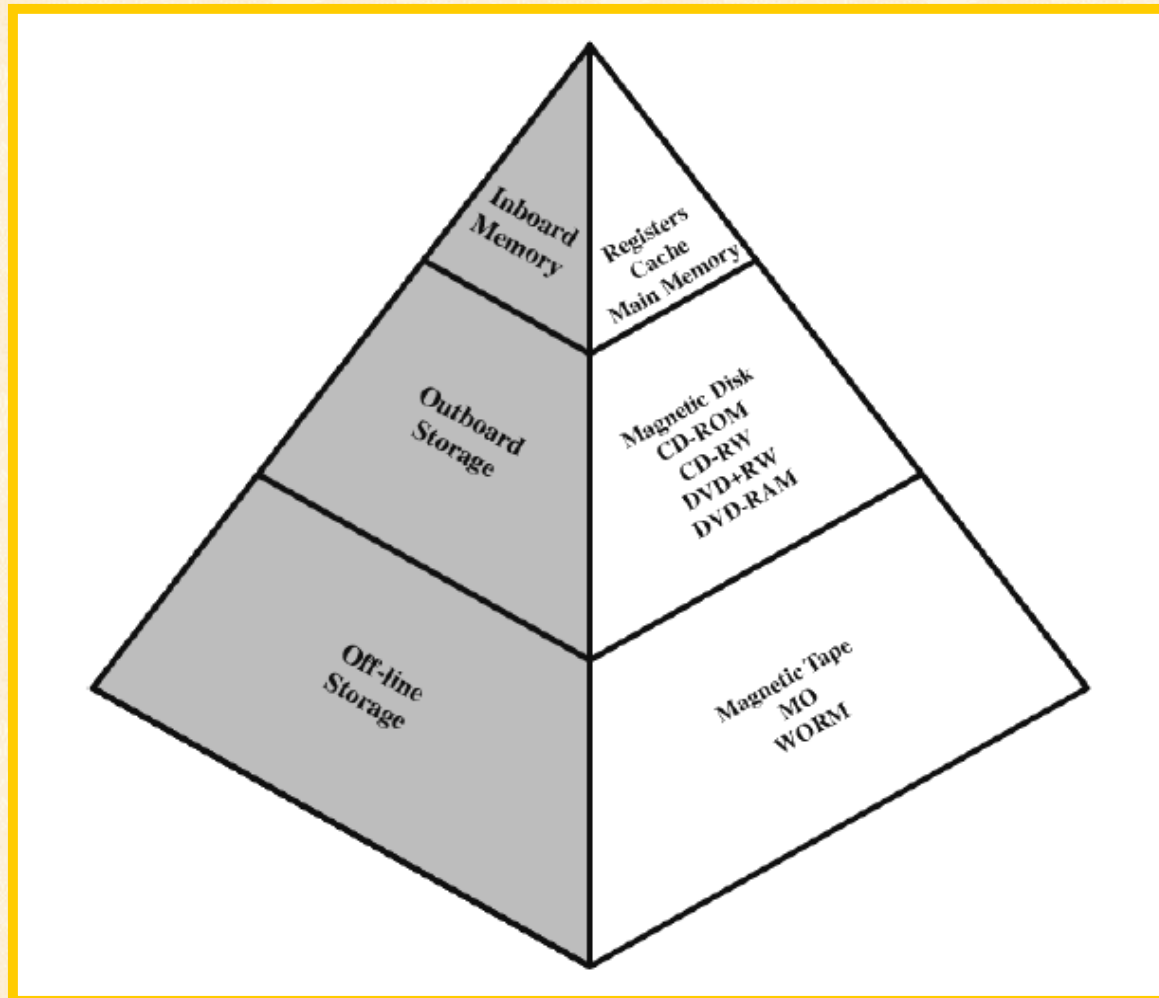 Inboard
Memory
Registers
Cache
Main Memory
Outboard
Storage
Magnetic Disk
CD-ROM
CD-RW
DVD+RW
DVD-RAM
Off-line
Storage
Magnetic Tape
MO
WORM